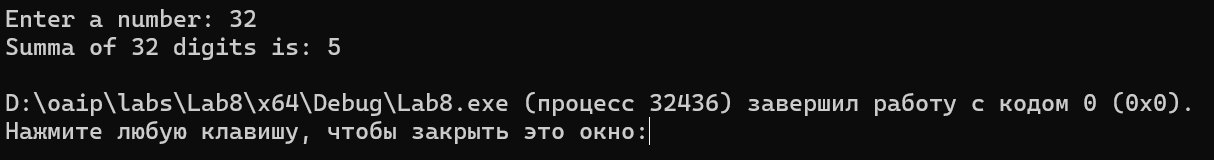 Enter a number: 32
Summa of 32 digits is: 5
D:\oaip\labs\Lab8\x64\Debug\Lab8.exe (процесс 32436) завершил работу с кодом 0 (0x0).
Нажмите любую клавишу, чтобы закрыть это окно: